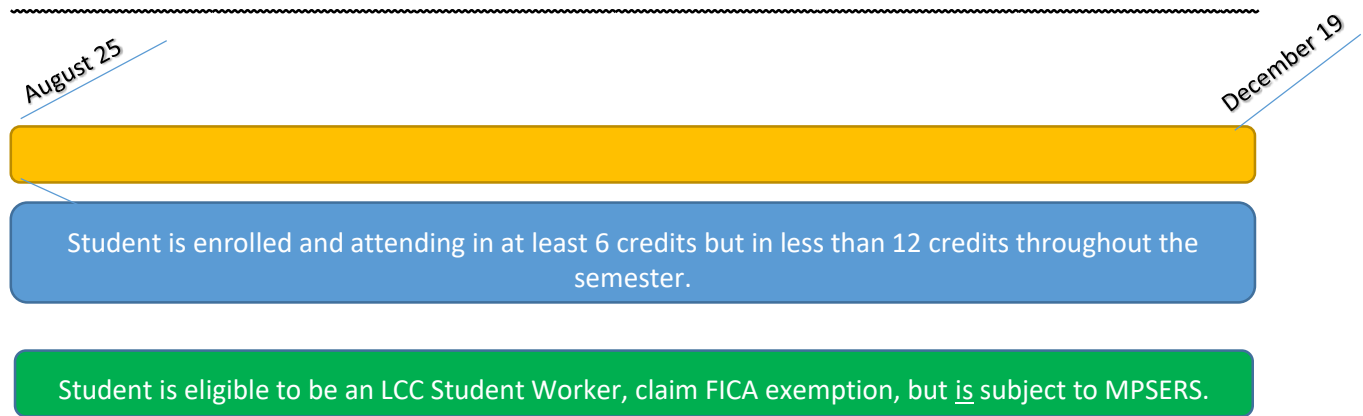 August 25
December 19
Student is enrolled and attending in at least 6 credits but in less than 12 credits throughout the
semester.
Student is eligible to be an LCC Student Worker, claim FICA exemption, but is subject to MPSERS.